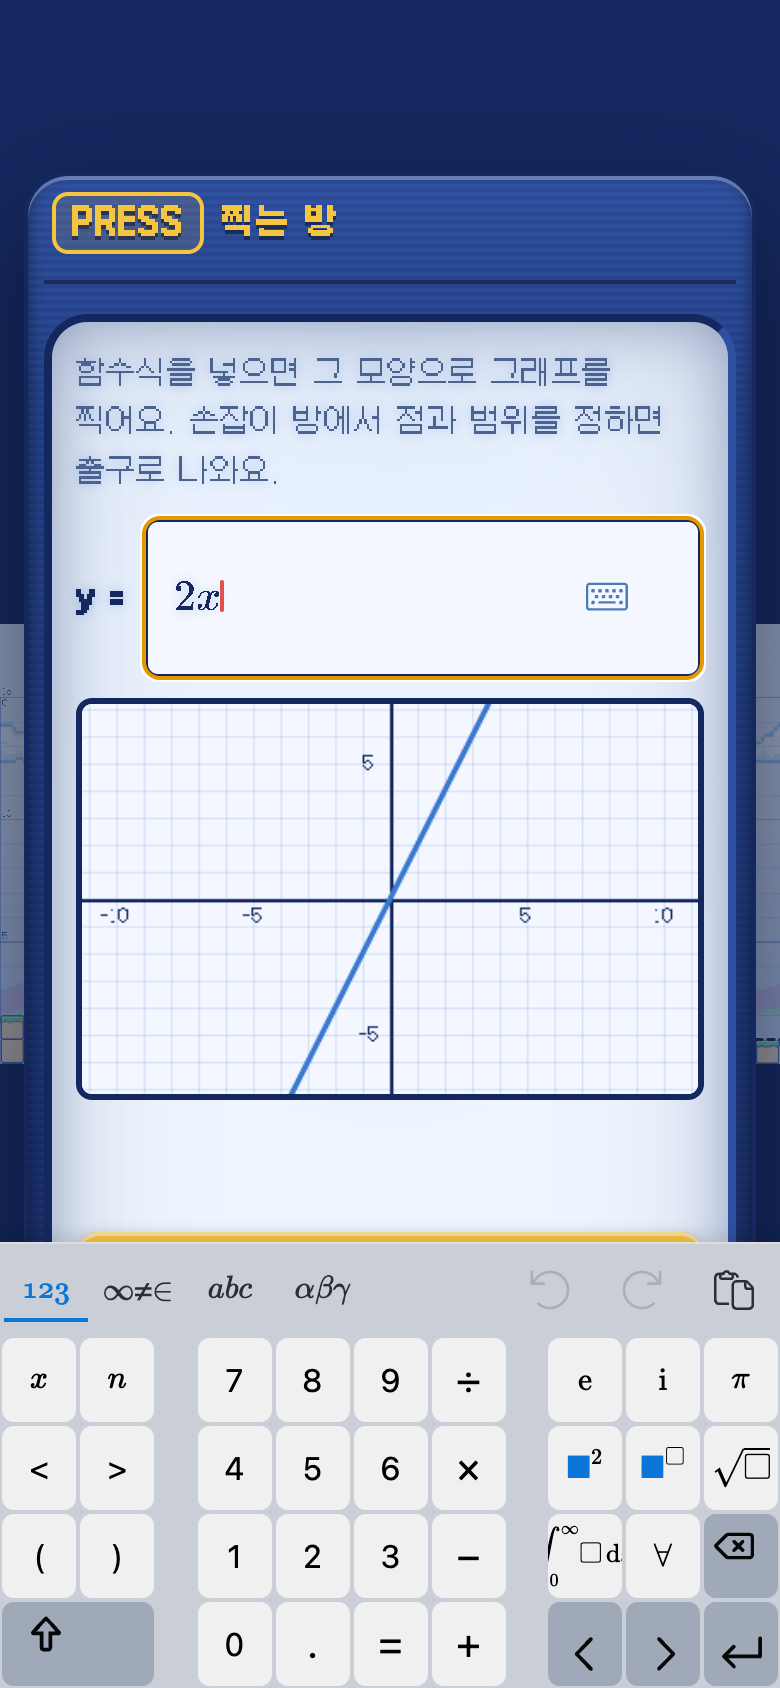 PRESS 찍는 방
함수식을 넣으면 그 모양으로 그래프를
찍어요. 손잡이 방에서 점과 범위를 정하면
출구로 나와요.
y = 2x
5
-10 -5 5 10
-5
123 ∞≠∈ abc αβγ
x n 7 8 9 ÷ e i π
< > 4 5 6 × ■² ■□ √□
( ) 1 2 3 − ∫₀^∞ □d ∀
0 . = + < >